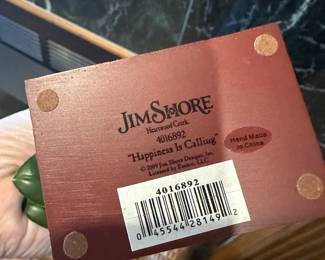 JIM SHORE
Heartwood Creek
4016892
"Happiness Is Calling"
© 2009 Jim Shore Designs, Inc.
Licensed by Enesco, LLC.
Hand Made
in China
4016892
0 45544 28149 2